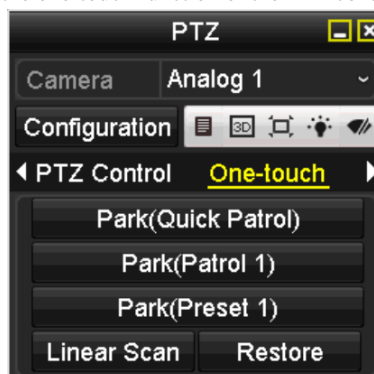 PTZ
Camera Analog 1
Configuration 3D
PTZ Control One-touch
Park(Quick Patrol)
Park(Patrol 1)
Park(Preset 1)
Linear Scan Restore